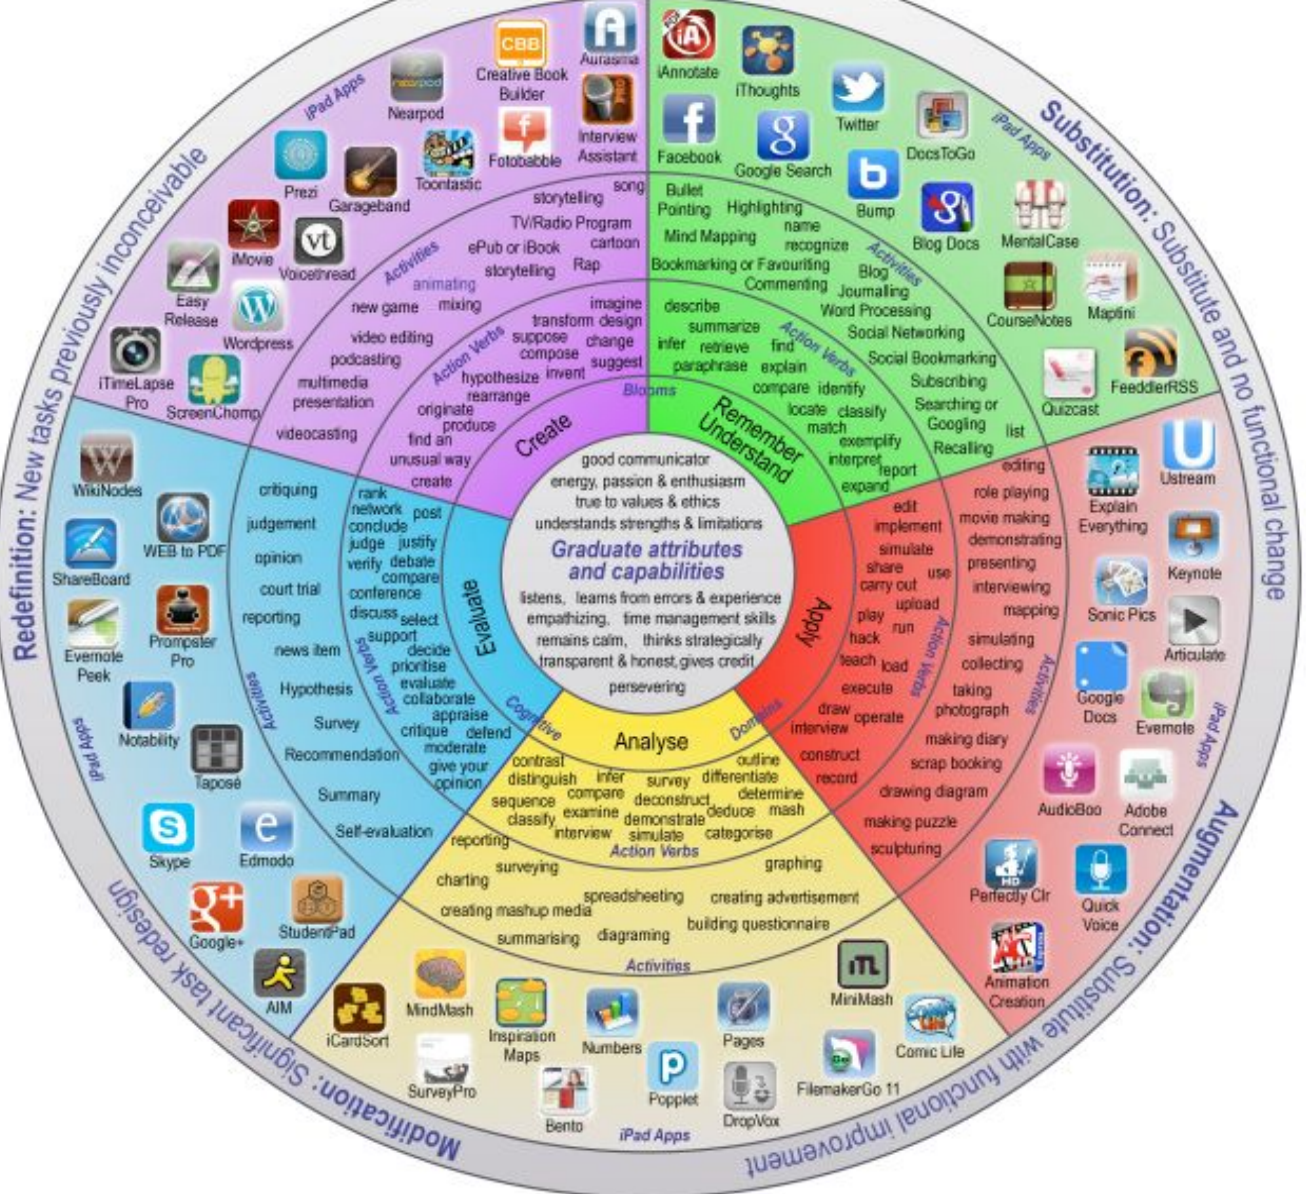 Substitution: Substitute and no functional change
Augmentation: Substitute with functional improvement
Modification: Significant task redesign
Redefinition: New tasks previously inconceivable
good communicator
energy, passion & enthusiasm
true to values & ethics
understands strengths & limitations
Graduate attributes
and capabilities
listens, learns from errors & experience
empathizing, time management skills
remains calm, thinks strategically
transparent & honest, gives credit
persevering
Blooms
Cognitive
Domains
Remember
Understand
Action Verbs
describe
summarize
infer retrieve find
paraphrase explain
compare identify
locate classify
match
exemplify
interpret
report
expand
Activities
Bullet
Pointing Highlighting
name
Mind Mapping recognize
Bookmarking or Favouriting
Blog
Commenting
Journalling
Word Processing
Social Networking
Social Bookmarking
Subscribing
Searching or
Googling list
Recalling
iPad Apps
iAnnotate
iThoughts
Twitter
Facebook
Google Search
DocsToGo
Bump
Blog Docs
MentalCase
CourseNotes
Maptini
Quizcast
FeeddlerRSS
Apply
Action Verbs
edit
implement
simulate
share use
carry out
upload
play run
hack
teach load
execute
draw operate
interview
construct
record
Activities
editing
role playing
movie making
demonstrating
presenting
interviewing
mapping
simulating
collecting
taking
photograph
making diary
scrap booking
drawing diagram
making puzzle
sculpturing
iPad Apps
Ustream
Explain
Everything
Keynote
Sonic Pics
Articulate
Google
Docs
Evernote
AudioBoo
Adobe
Connect
Perfectly Clr
HD
Quick
Voice
Animation
Creation
Analyse
contrast outline
distinguish infer survey differentiate
sequence compare deconstruct determine
classify examine demonstrate deduce mash
interview simulate categorise
Action Verbs
reporting
surveying graphing
charting
spreadsheeting creating advertisement
creating mashup media
building questionnaire
summarising diagraming
Activities
MindMash
iCardSort
Inspiration
Maps
Numbers
Pages
MiniMash
Comic Life
SurveyPro
Bento
Popplet
DropVox
FilemakerGo 11
iPad Apps
Evaluate
Action Verbs
rank
network post
conclude
judge justify
verify debate
compare
conference
discuss select
support
decide
prioritise
evaluate
collaborate
appraise
critique defend
moderate
give your
opinion
Activities
critiquing
judgement
opinion
court trial
reporting
news item
Hypothesis
Survey
Recommendation
Summary
Self-evaluation
iPad Apps
WikiNodes
WEB to PDF
ShareBoard
Evernote
Peek
Prompster
Pro
Notability
Taposé
Skype
Edmodo
Google+
StudentPad
AIM
Create
Action Verbs
imagine
transform design
suppose change
compose suggest
hypothesize invent
rearrange
originate
produce
find an
unusual way
create
Activities
song
storytelling
TV/Radio Program
ePub or iBook cartoon
storytelling Rap
animating
new game mixing
video editing
podcasting
multimedia
presentation
videocasting
iPad Apps
Aurasma
CBB
Creative Book
Builder
Nearpod
Interview
Assistant
PRO
Fotobabble
Toontastic
Prezi
Garageband
iMovie
Voicethread
Easy
Release
Wordpress
iTimeLapse
Pro
ScreenChomp